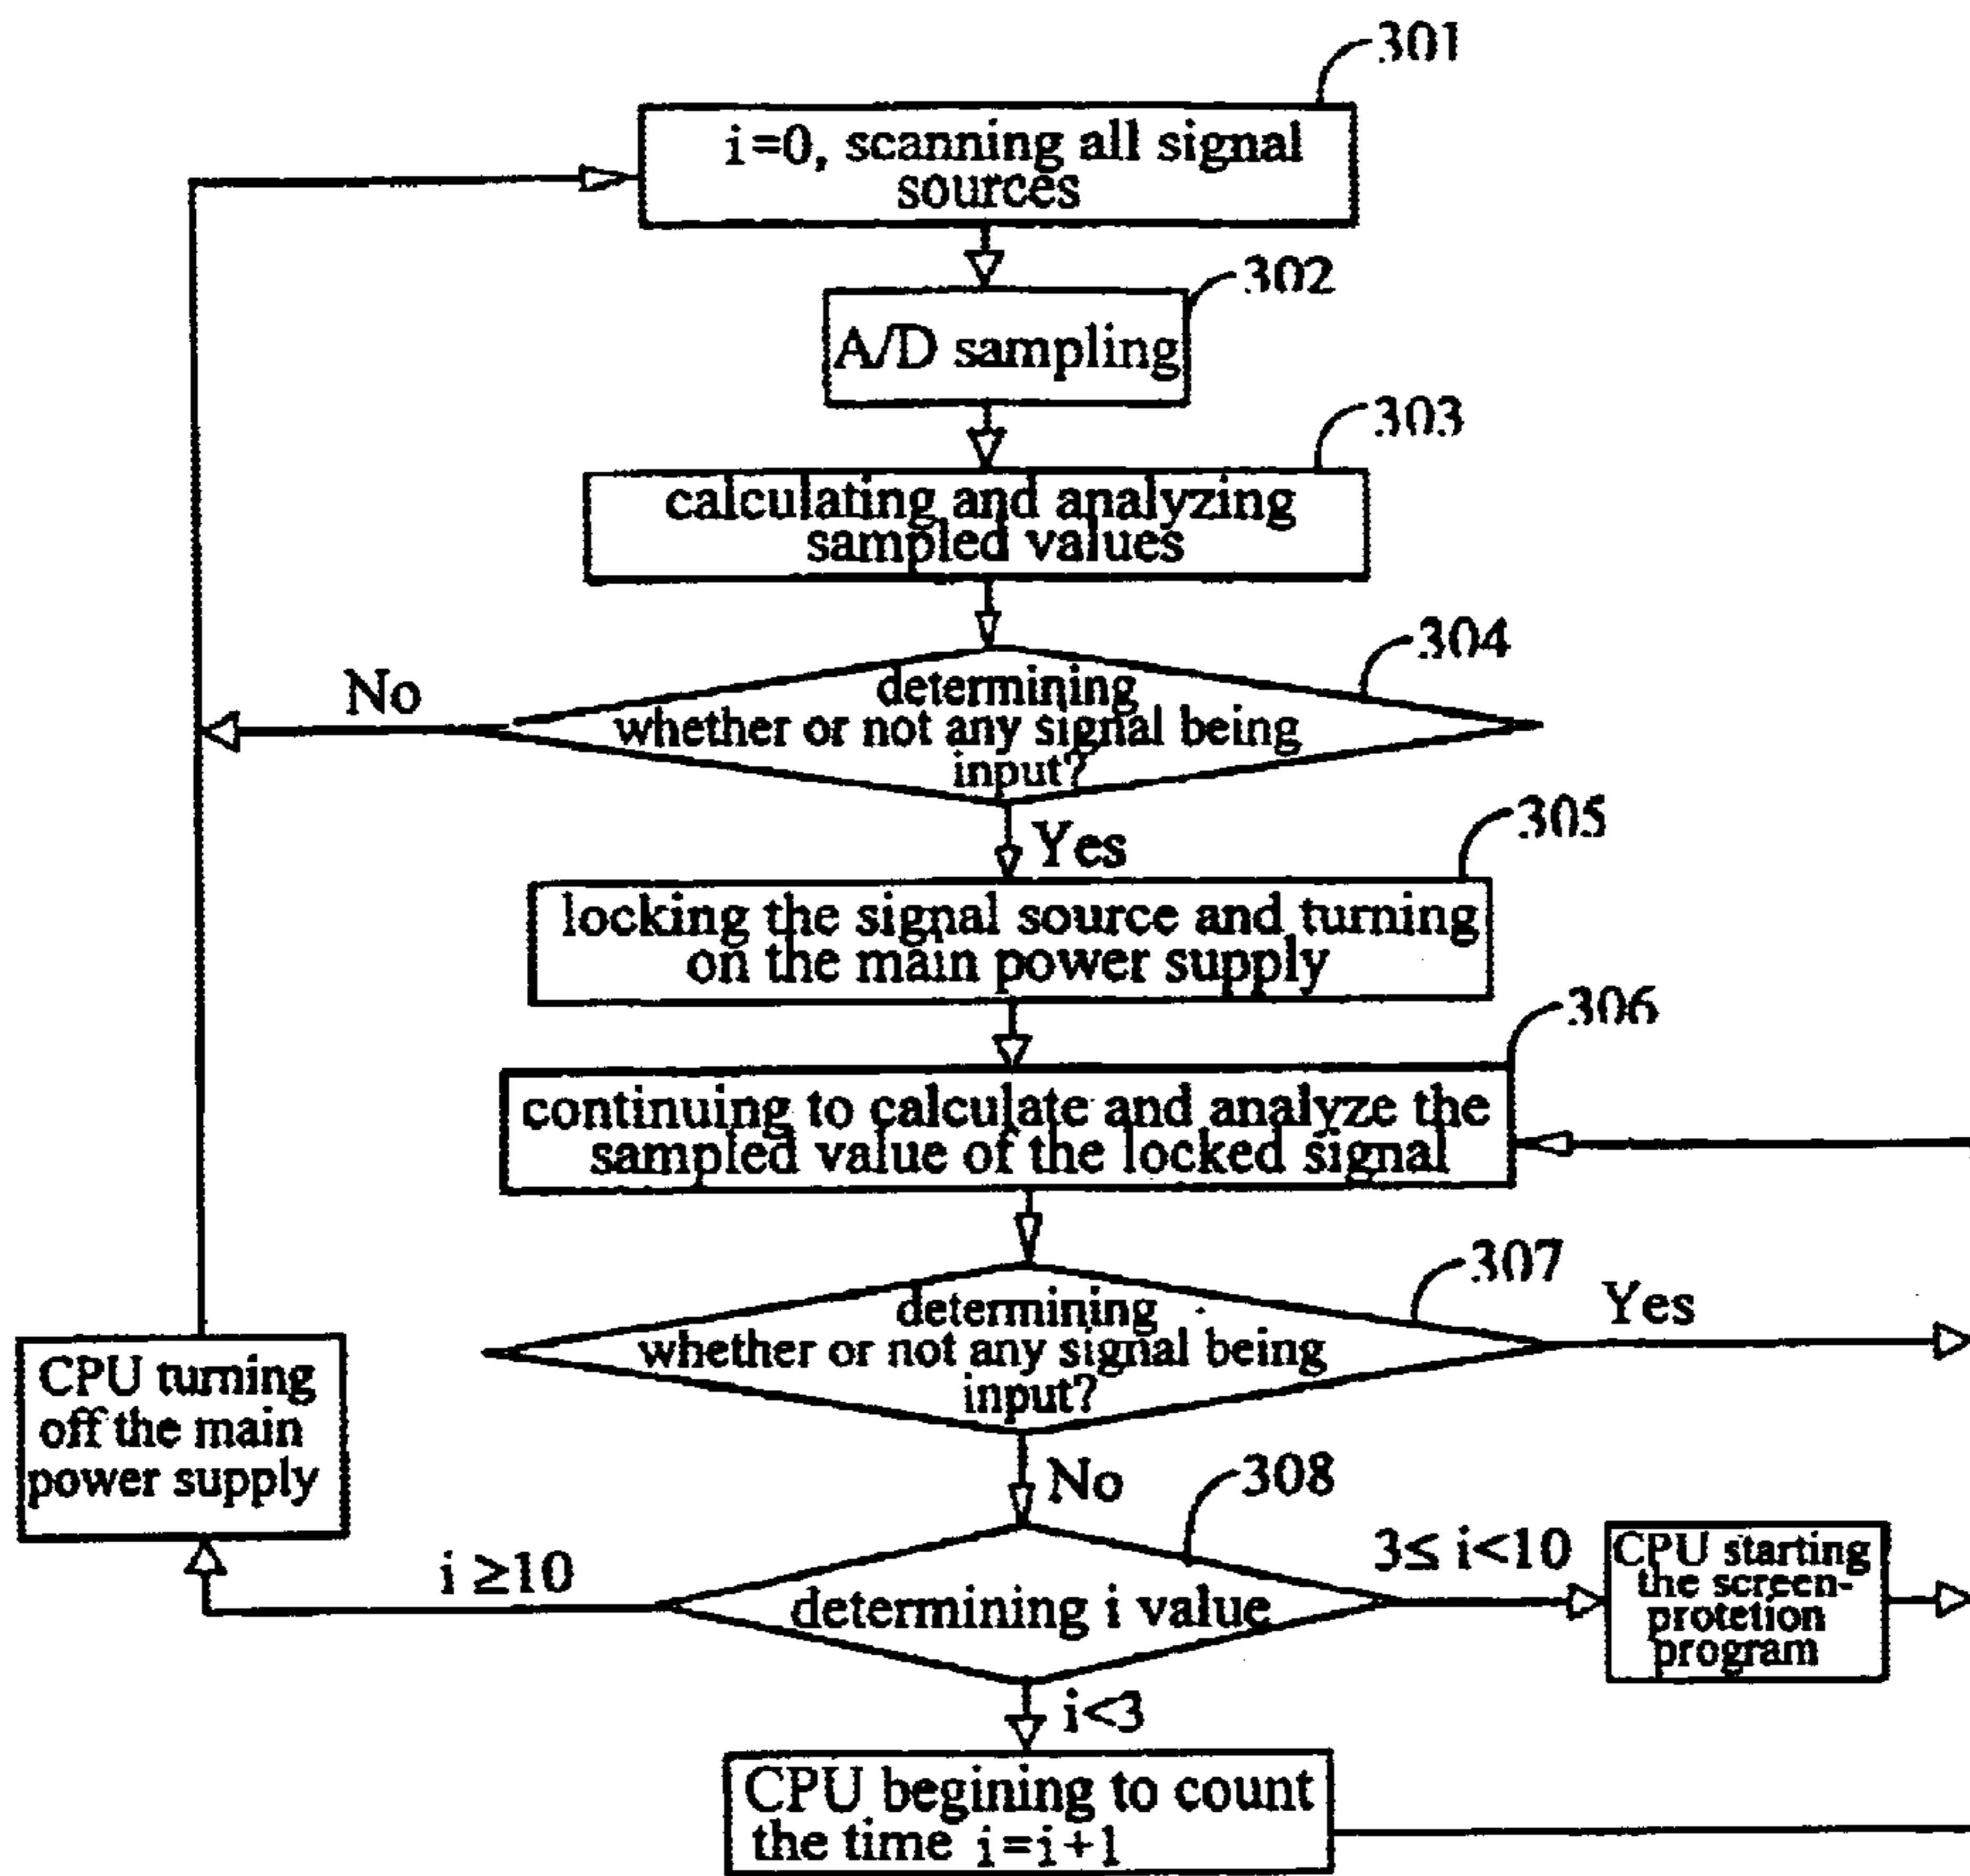 301
i=0, scanning all signal
sources
302
A/D sampling
303
calculating and analyzing
sampled values
304
No
determining
whether or not any signal being
input?
Yes
305
locking the signal source and turning
on the main power supply
306
continuing to calculate and analyze the
sampled value of the locked signal
307
Yes
determining
whether or not any signal being
input?
CPU turning
off the main
power supply
No
308
i ≥10
3≤ i<10
determining i value
CPU starting
the screen-
protetion
program
i<3
CPU begining to count
the time i=i+1